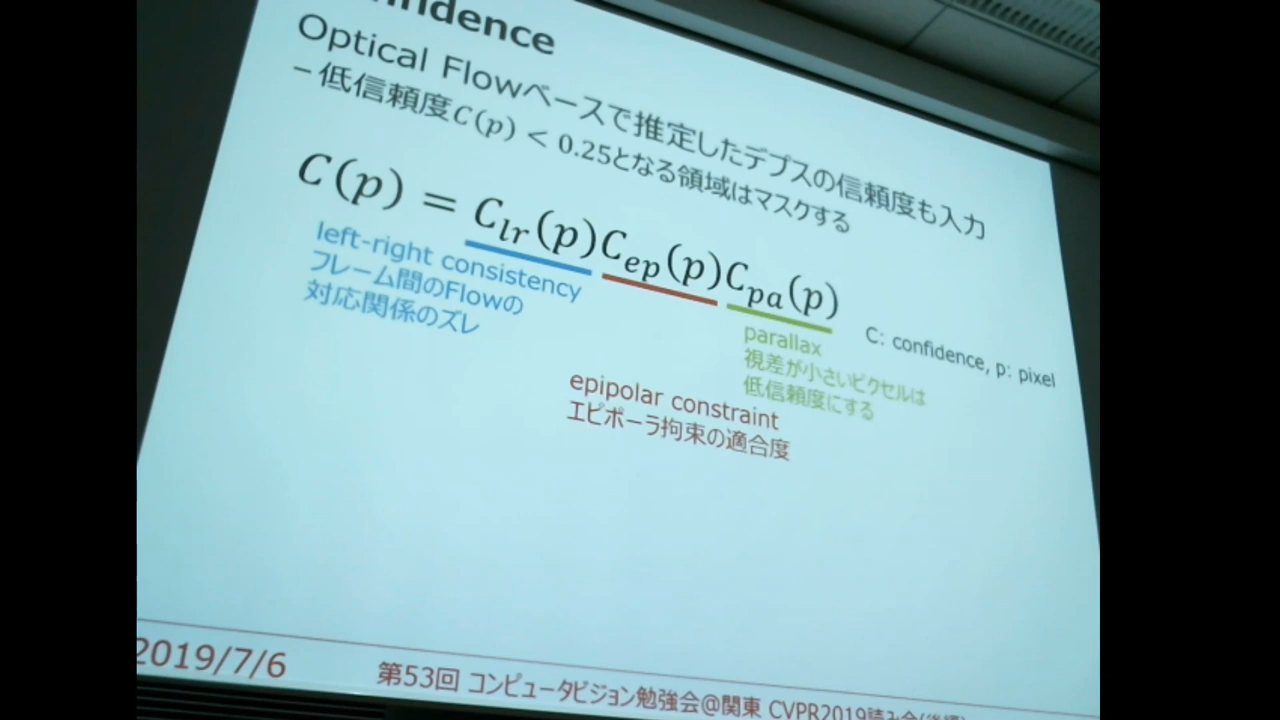 Optical Flowベースで推定したデプスの信頼度も入力
－低信頼度C(p) < 0.25となる領域はマスクする
C(p) = C_lr(p)C_ep(p)C_pa(p)
left-right consistency
フレーム間のFlowの
対応関係のズレ
parallax
視差が小さいピクセルは
低信頼度にする
C: confidence, p: pixel
epipolar constraint
エピポーラ拘束の適合度
2019/7/6
第53回 コンピュータビジョン勉強会@関東 CVPR2019読み会